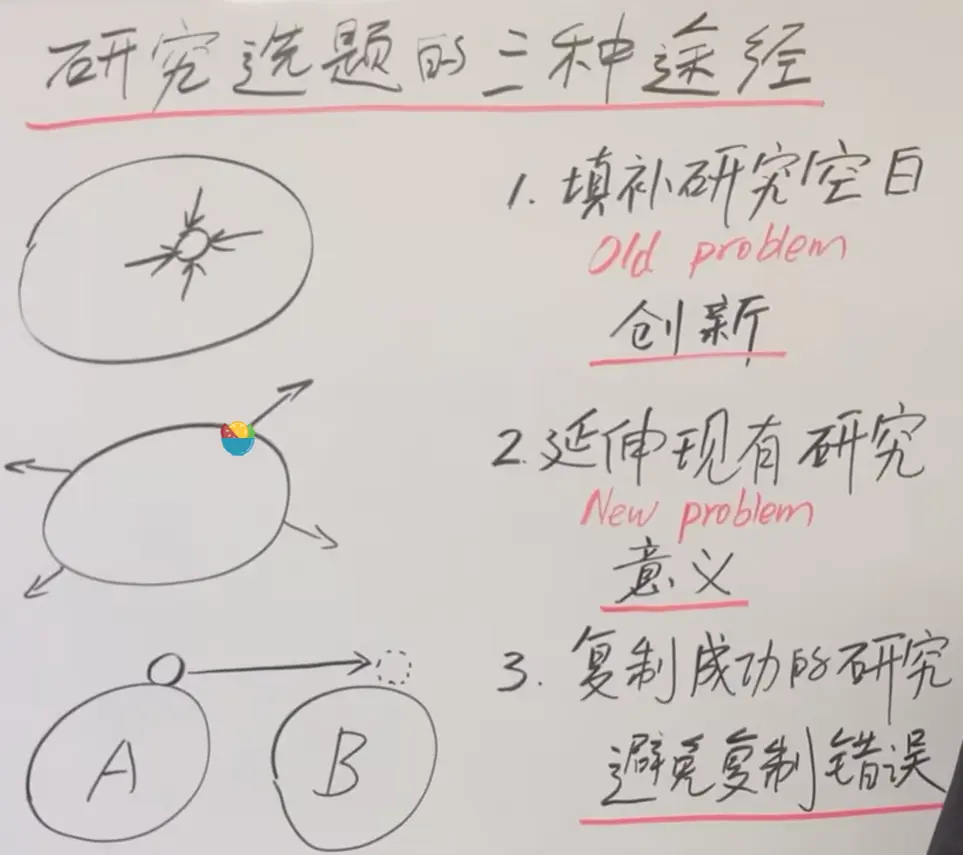 研究选题的三种途径
1. 填补研究空白
Old problem
创新
2. 延伸现有研究
New problem
意义
3. 复制成功的研究
避免复制错误
A
B